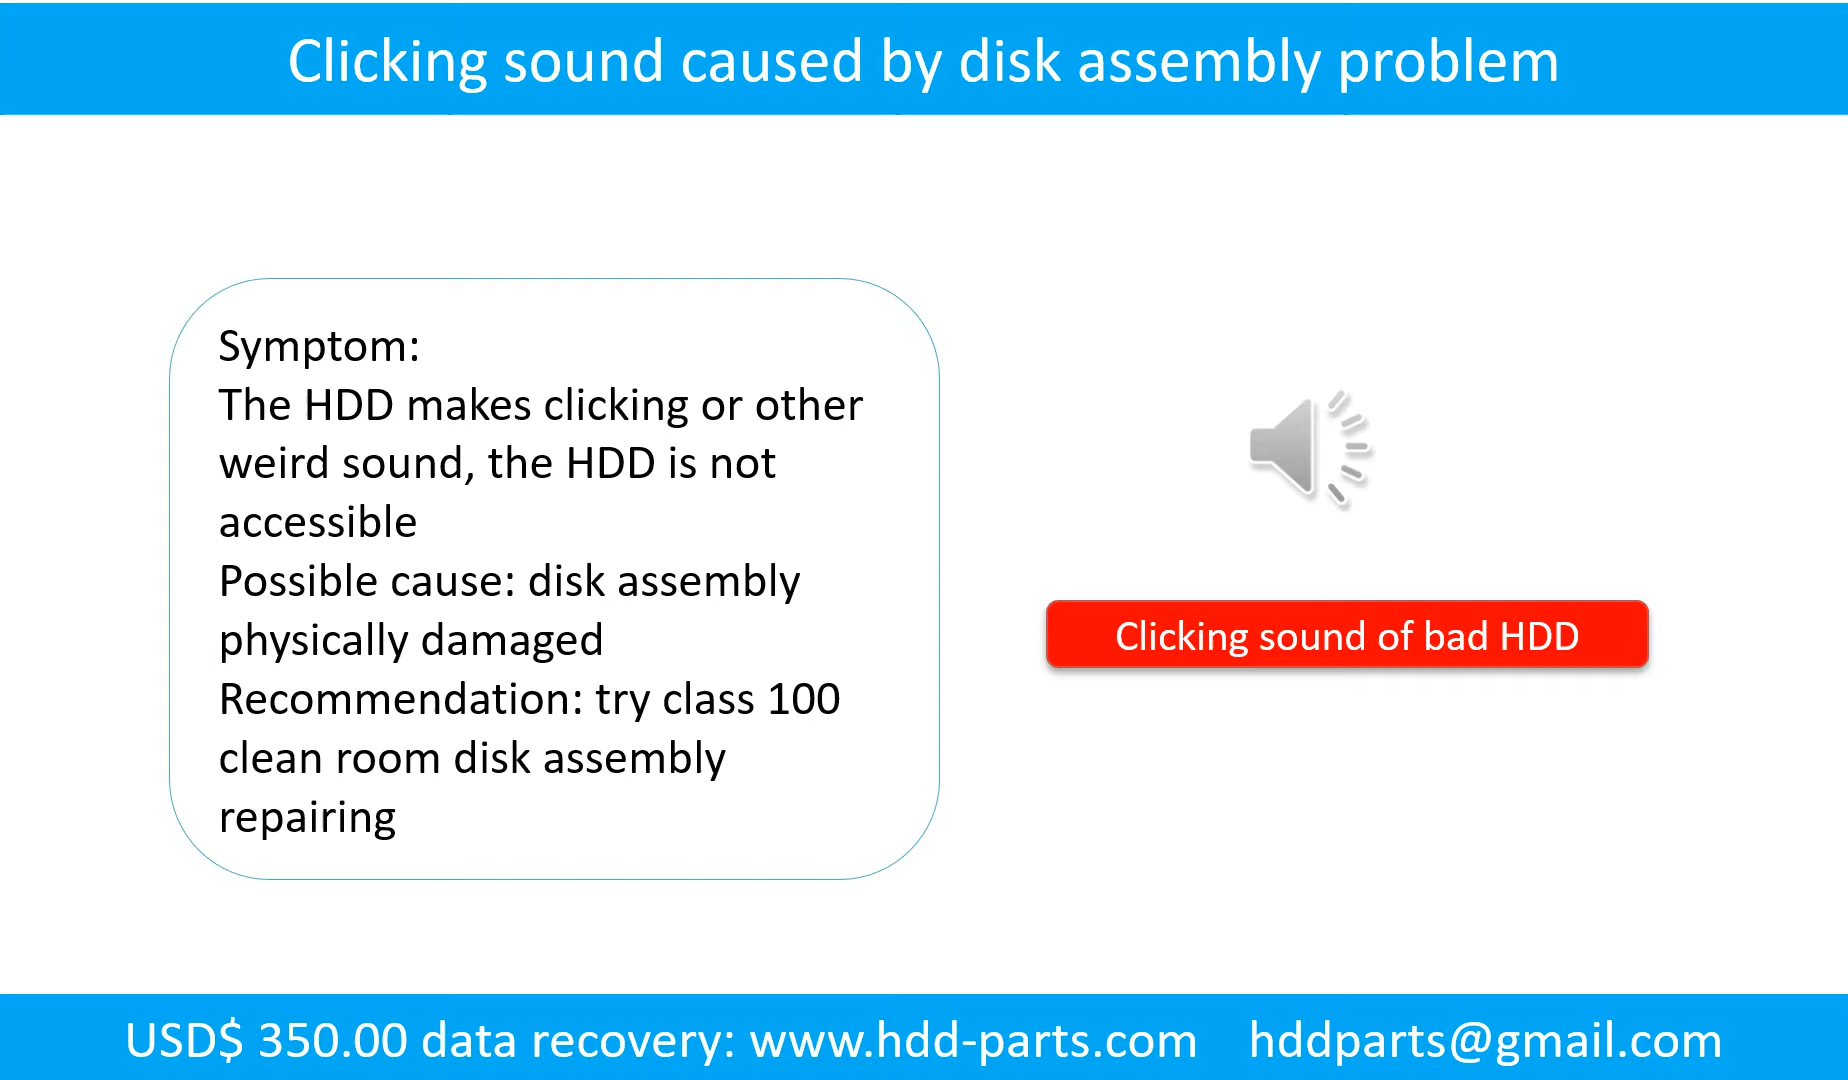 Clicking sound caused by disk assembly problem
Symptom:
The HDD makes clicking or other
weird sound, the HDD is not
accessible
Possible cause: disk assembly
physically damaged
Recommendation: try class 100
clean room disk assembly
repairing
Clicking sound of bad HDD
USD$ 350.00 data recovery: www.hdd-parts.com hddparts@gmail.com